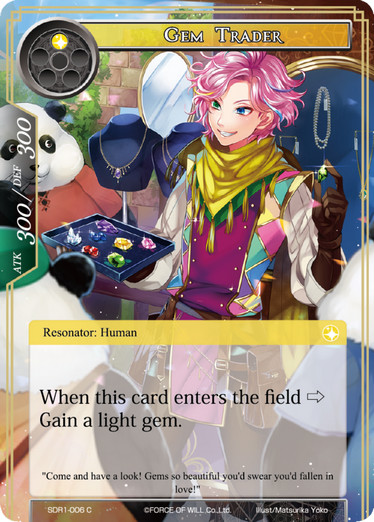 Gem Trader
ATK 300 / DEF 300
Resonator: Human
When this card enters the field ⇨
Gain a light gem.
"Come and have a look! Gems so beautiful you'd swear you'd fallen in
love!"
SDR1-006 C ©FORCE OF WILL Co.,Ltd. Illust/Matsurika Yoko